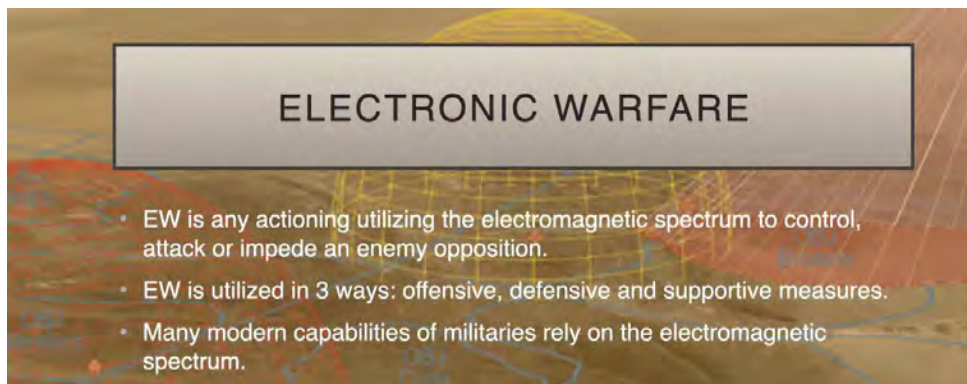 ELECTRONIC WARFARE
• EW is any actioning utilizing the electromagnetic spectrum to control,
attack or impede an enemy opposition.
• EW is utilized in 3 ways: offensive, defensive and supportive measures.
• Many modern capabilities of militaries rely on the electromagnetic
spectrum.